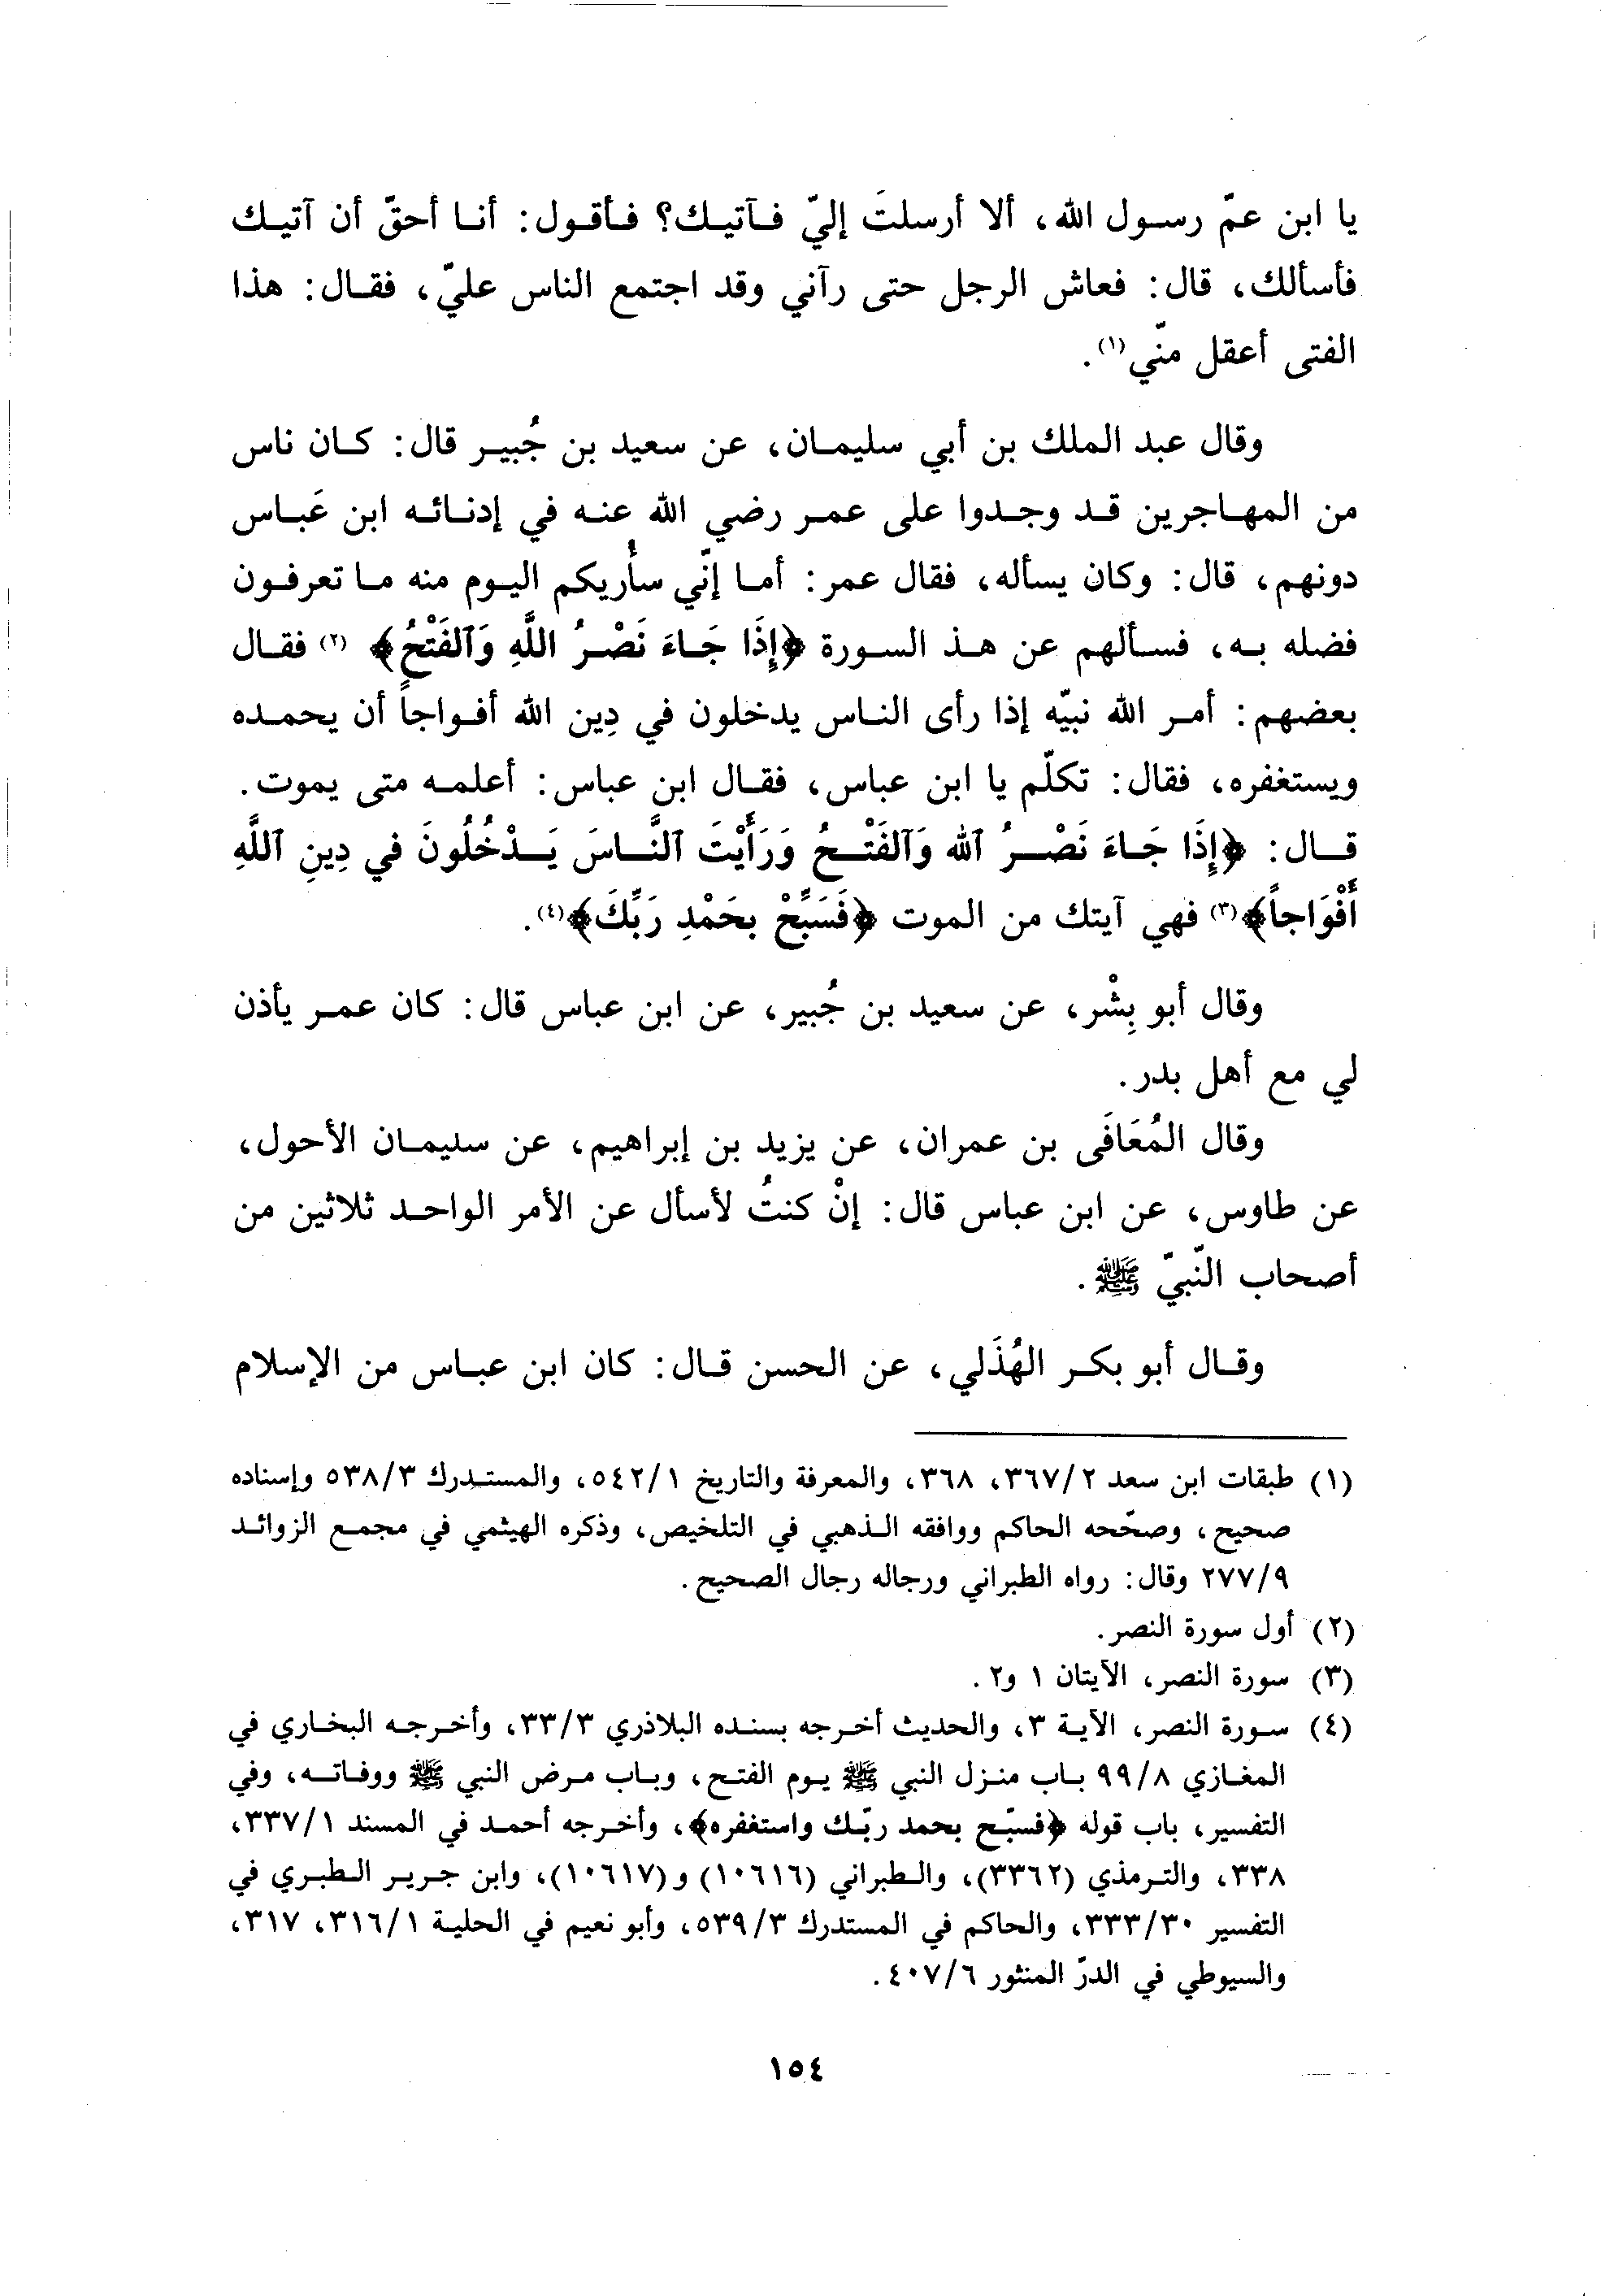 يا ابن عمّ رسول الله، ألا أرسلتَ إليّ فآتيك؟ فأقول: أنا أحقّ أن آتيك
فأسألك، قال: فعاش الرجل حتى رآني وقد اجتمع الناس عليّ، فقال: هذا
الفتى أعقل منّي(١).
وقال عبد الملك بن أبي سليمان، عن سعيد بن جُبير قال: كان ناس
من المهاجرين قد وجدوا على عمر رضي الله عنه في إدنائه ابن عَباس
دونهم، قال: وكان يسأله، فقال عمر: أما إنّي سأُريكم اليوم منه ما تعرفون
فضله به، فسألهم عن هذ السورة ﴿إِذَا جَاءَ نَصْرُ اللَّهِ وَٱلفَتْحُ﴾ (٢) فقال
بعضهم: أمر الله نبيّه إذا رأى الناس يدخلون في دِين الله أفواجاً أن يحمده
ويستغفره، فقال: تكلّم يا ابن عباس، فقال ابن عباس: أعلمه متى يموت.
قال: ﴿إِذَا جَاءَ نَصْرُ ٱلله وَٱلفَتْحُ وَرَأَيْتَ ٱلنَّاسَ يَدْخُلُونَ في دِينِ ٱللَّهِ
أَفْوَاجاً﴾(٣) فهي آيتك من الموت ﴿فَسَبِّحْ بحَمْدِ رَبِّكَ﴾(٤).
وقال أبو بِشْر، عن سعيد بن جُبير، عن ابن عباس قال: كان عمر يأذن
لي مع أهل بدر.
وقال المُعَافَى بن عمران، عن يزيد بن إبراهيم، عن سليمان الأحول،
عن طاوس، عن ابن عباس قال: إنْ كنتُ لأسأل عن الأمر الواحد ثلاثين من
أصحاب النّبيّ ﷺ.
وقال أبو بكر الهُذَلي، عن الحسن قال: كان ابن عباس من الإسلام
(١) طبقات ابن سعد ٣٦٧/٢، ٣٦٨، والمعرفة والتاريخ ٥٤٢/١، والمستدرك ٥٣٨/٣ وإسناده
صحيح، وصحّحه الحاكم ووافقه الذهبي في التلخيص، وذكره الهيثمي في مجمع الزوائد
٢٧٧/٩ وقال: رواه الطبراني ورجاله رجال الصحيح.
(٢) أول سورة النصر.
(٣) سورة النصر، الآيتان ١ و٢.
(٤) سورة النصر، الآية ٣، والحديث أخرجه بسنده البلاذري ٣٣/٣، وأخرجه البخاري في
المغازي ٩٩/٨ باب منزل النبي ﷺ يوم الفتح، وباب مرض النبي ﷺ ووفاته، وفي
التفسير، باب قوله ﴿فسبّح بحمد ربّك واستغفره﴾، وأخرجه أحمد في المسند ٣٣٧/١،
٣٣٨، والترمذي (٣٣٦٢)، والطبراني (١٠٦١٦) و(١٠٦١٧)، وابن جرير الطبري في
التفسير ٣٣٣/٣٠، والحاكم في المستدرك ٥٣٩/٣، وأبو نعيم في الحلية ٣١٦/١، ٣١٧،
والسيوطي في الدرّ المنثور ٤٠٧/٦.
١٥٤